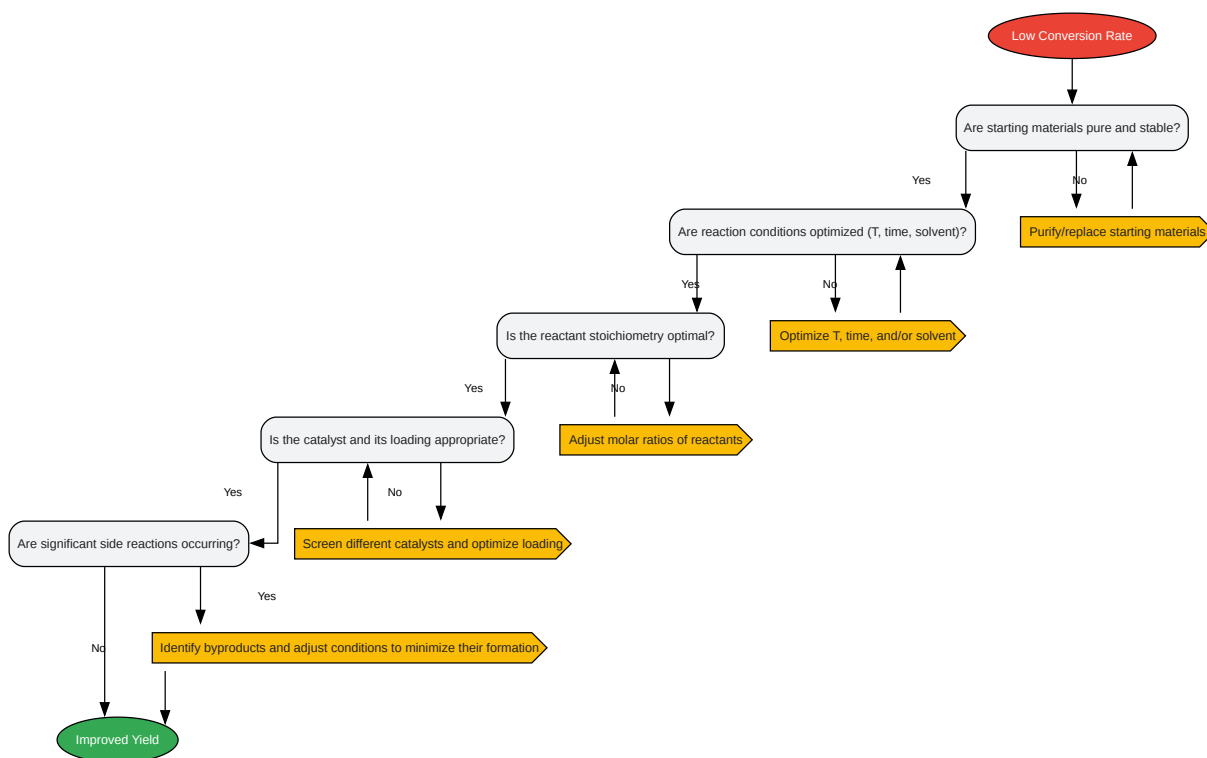 Low Conversion Rate
Are starting materials pure and stable?
Yes
No
Are reaction conditions optimized (T, time, solvent)?
Purify/replace starting materials
Yes
No
Is the reactant stoichiometry optimal?
Optimize T, time, and/or solvent
Yes
No
Is the catalyst and its loading appropriate?
Adjust molar ratios of reactants
Yes
No
Are significant side reactions occurring?
Screen different catalysts and optimize loading
Yes
No
Identify byproducts and adjust conditions to minimize their formation
Improved Yield